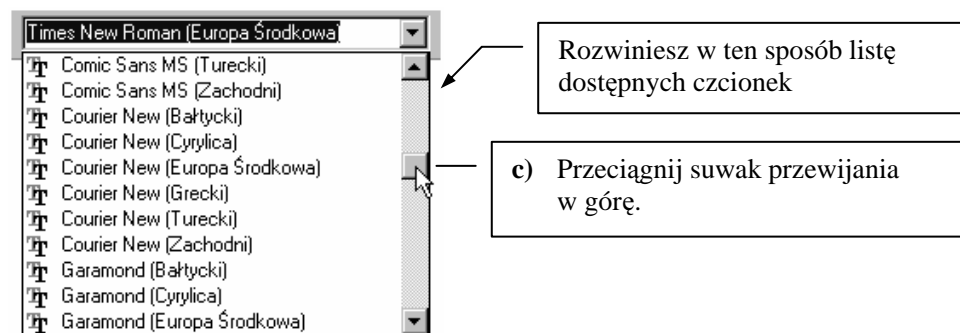 Times New Roman (Europa Środkowa)
Comic Sans MS (Turecki)
Comic Sans MS (Zachodni)
Courier New (Bałtycki)
Courier New (Cyrylica)
Courier New (Europa Środkowa)
Courier New (Grecki)
Courier New (Turecki)
Courier New (Zachodni)
Garamond (Bałtycki)
Garamond (Cyrylica)
Garamond (Europa Środkowa)
Rozwiniesz w ten sposób listę
dostępnych czcionek
c) Przeciągnij suwak przewijania
w górę.